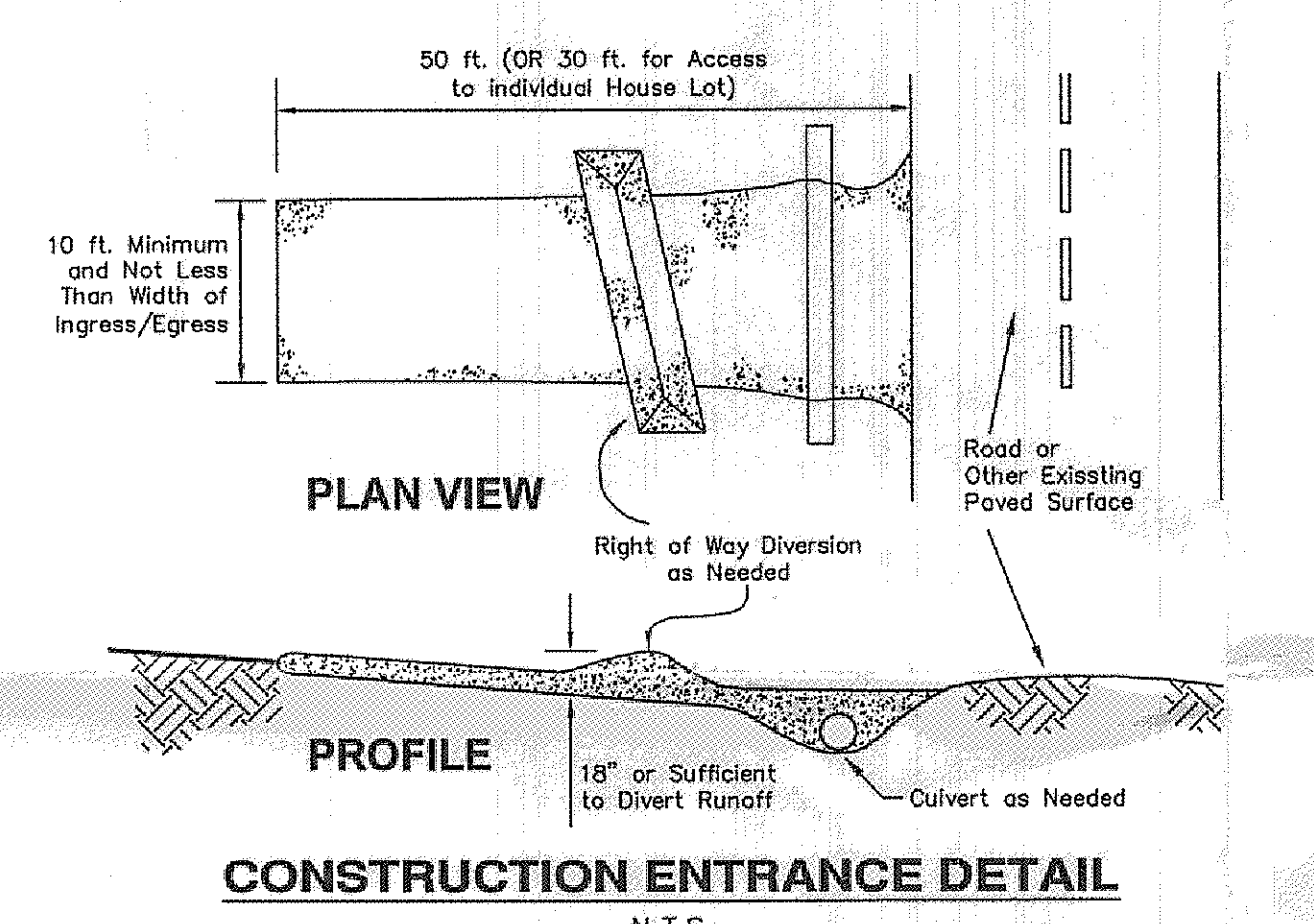 50 ft. (OR 30 ft. for Access
to individual House Lot)
10 ft. Minimum
and Not Less
Than Width of
Ingress/Egress
PLAN VIEW
Road or
Other Exissting
Paved Surface
Right of Way Diversion
as Needed
PROFILE
18" or Sufficient
to Divert Runoff
Culvert as Needed
CONSTRUCTION ENTRANCE DETAIL
N.T.S.